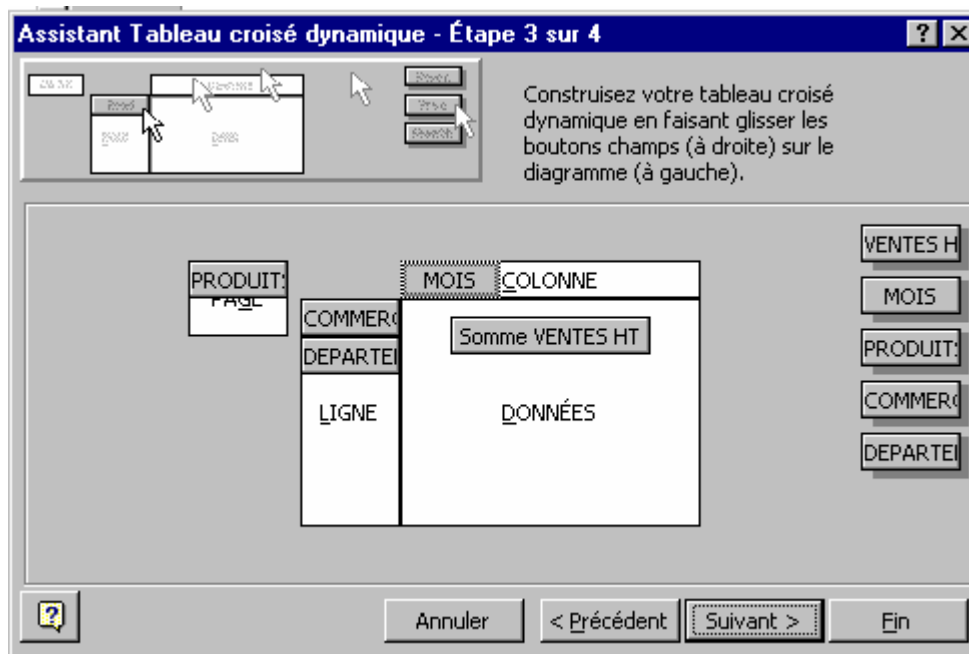 Assistant Tableau croisé dynamique - Étape 3 sur 4
Construisez votre tableau croisé
dynamique en faisant glisser les
boutons champs (à droite) sur le
diagramme (à gauche).
VENTES H
PRODUIT
MOIS
COLONNE
MOIS
PAGE
COMMER
Somme VENTES HT
PRODUIT
DEPARTE
LIGNE
DONNÉES
COMMER
DEPARTE
Annuler
< Précédent
Suivant >
Fin